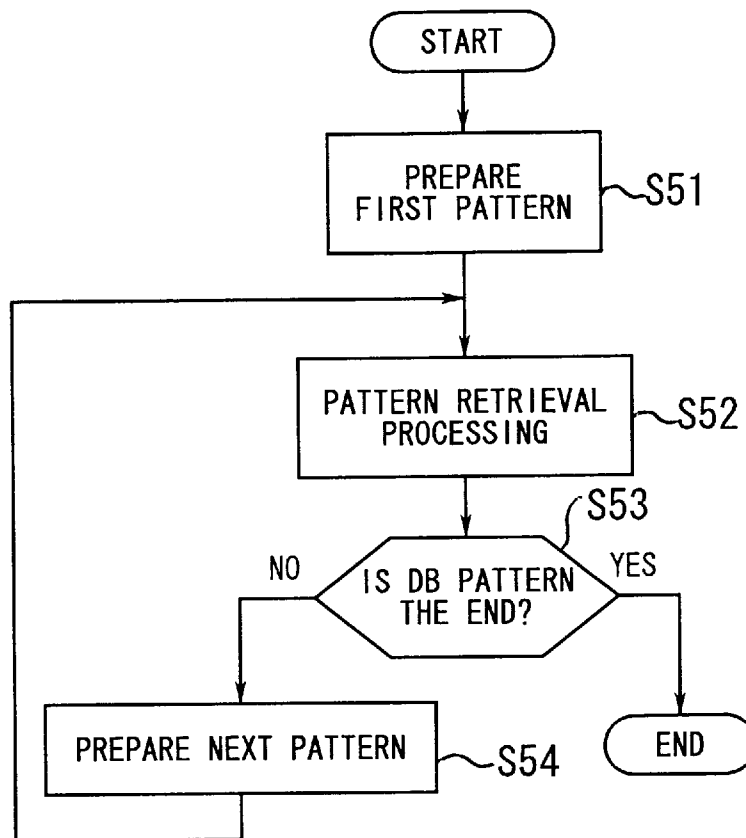 START
PREPARE
FIRST PATTERN
S51
PATTERN RETRIEVAL
PROCESSING
S52
S53
NO
IS DB PATTERN
THE END?
YES
PREPARE NEXT PATTERN
S54
END